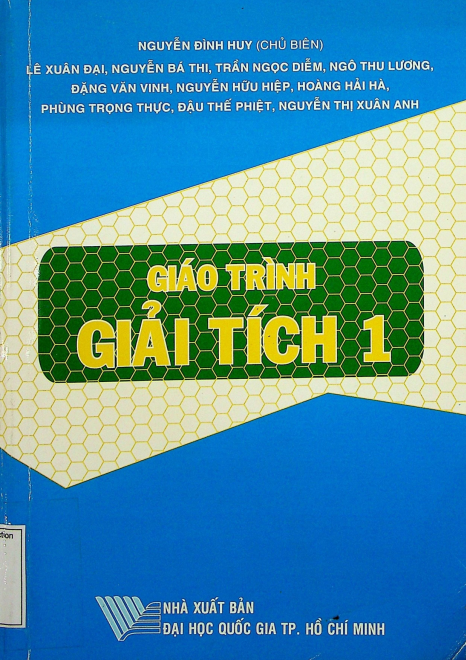 NGUYỄN ĐÌNH HUY (CHỦ BIÊN)
LÊ XUÂN ĐẠI, NGUYỄN BÁ THI, TRẦN NGỌC DIỄM, NGÔ THU LƯƠNG,
ĐẶNG VĂN VINH, NGUYỄN HỮU HIỆP, HOÀNG HẢI HÀ,
PHÙNG TRỌNG THỰC, ĐẬU THẾ PHIỆT, NGUYỄN THỊ XUÂN ANH
GIÁO TRÌNH
GIẢI TÍCH 1
NHÀ XUẤT BẢN
ĐẠI HỌC QUỐC GIA TP. HỒ CHÍ MINH